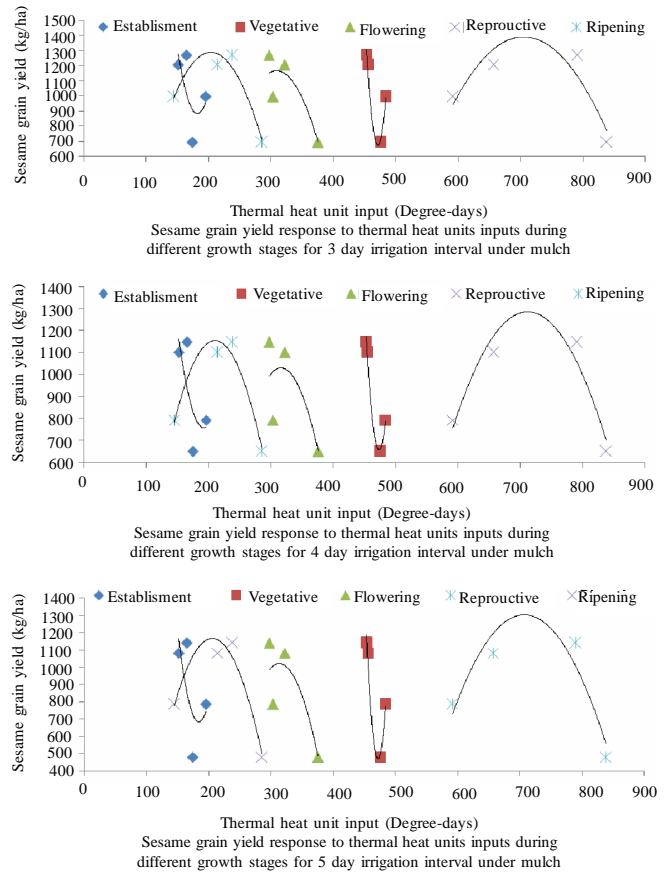 Sesame grain yield (kg/ha)
1500
1400
1300
1200
1100
1000
900
800
700
600
Establisment Vegetative Flowering Reprouctive Ripening
0 100 200 300 400 500 600 700 800 900
Thermal heat unit input (Degree-days)
Sesame grain yield response to thermal heat units inputs during
different growth stages for 3 day irrigation interval under mulch
Sesame grain yield (kg/ha)
1400
1300
1200
1100
1000
900
800
700
600
Establisment Vegetative Flowering Reprouctive Ripening
0 100 200 300 400 500 600 700 800 900
Thermal heat unit input (Degree-days)
Sesame grain yield response to thermal heat units inputs during
different growth stages for 4 day irrigation interval under mulch
Sesame grain yield (kg/ha)
1400
1300
1200
1100
1000
900
800
700
600
500
400
Establisment Vegetative Flowering Reprouctive Ripening
0 100 200 300 400 500 600 700 800 900
Thermal heat unit input (Degree-days)
Sesame grain yield response to thermal heat units inputs during
different growth stages for 5 day irrigation interval under mulch